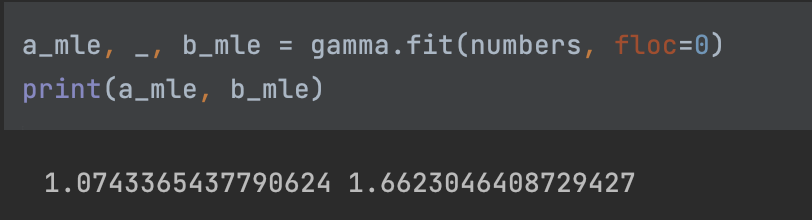 a_mle, _, b_mle = gamma.fit(numbers, floc=0)
print(a_mle, b_mle)
1.0743365437790624 1.6623046408729427